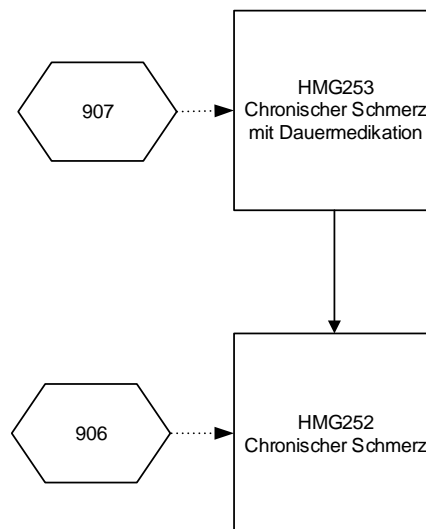 907
HMG253
Chronischer Schmerz
mit Dauermedikation
906
HMG252
Chronischer Schmerz